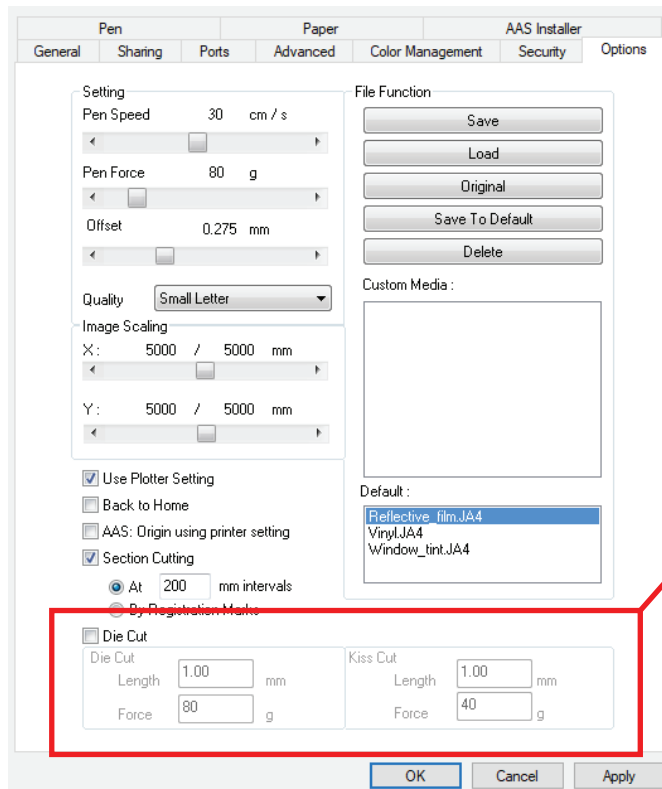 Pen Paper AAS Installer
General Sharing Ports Advanced Color Management Security Options
Setting
Pen Speed 30 cm / s
Pen Force 80 g
Offset 0.275 mm
Quality Small Letter
Image Scaling
X : 5000 / 5000 mm
Y : 5000 / 5000 mm
Use Plotter Setting
Back to Home
AAS: Origin using printer setting
Section Cutting
At 200 mm intervals
By Registration Marks
File Function
Save
Load
Original
Save To Default
Delete
Custom Media :
Default :
Reflective_film.JA4
Vinyl.JA4
Window_tint.JA4
Die Cut
Die Cut
Length 1.00 mm
Force 80 g
Kiss Cut
Length 1.00 mm
Force 40 g
OK Cancel Apply